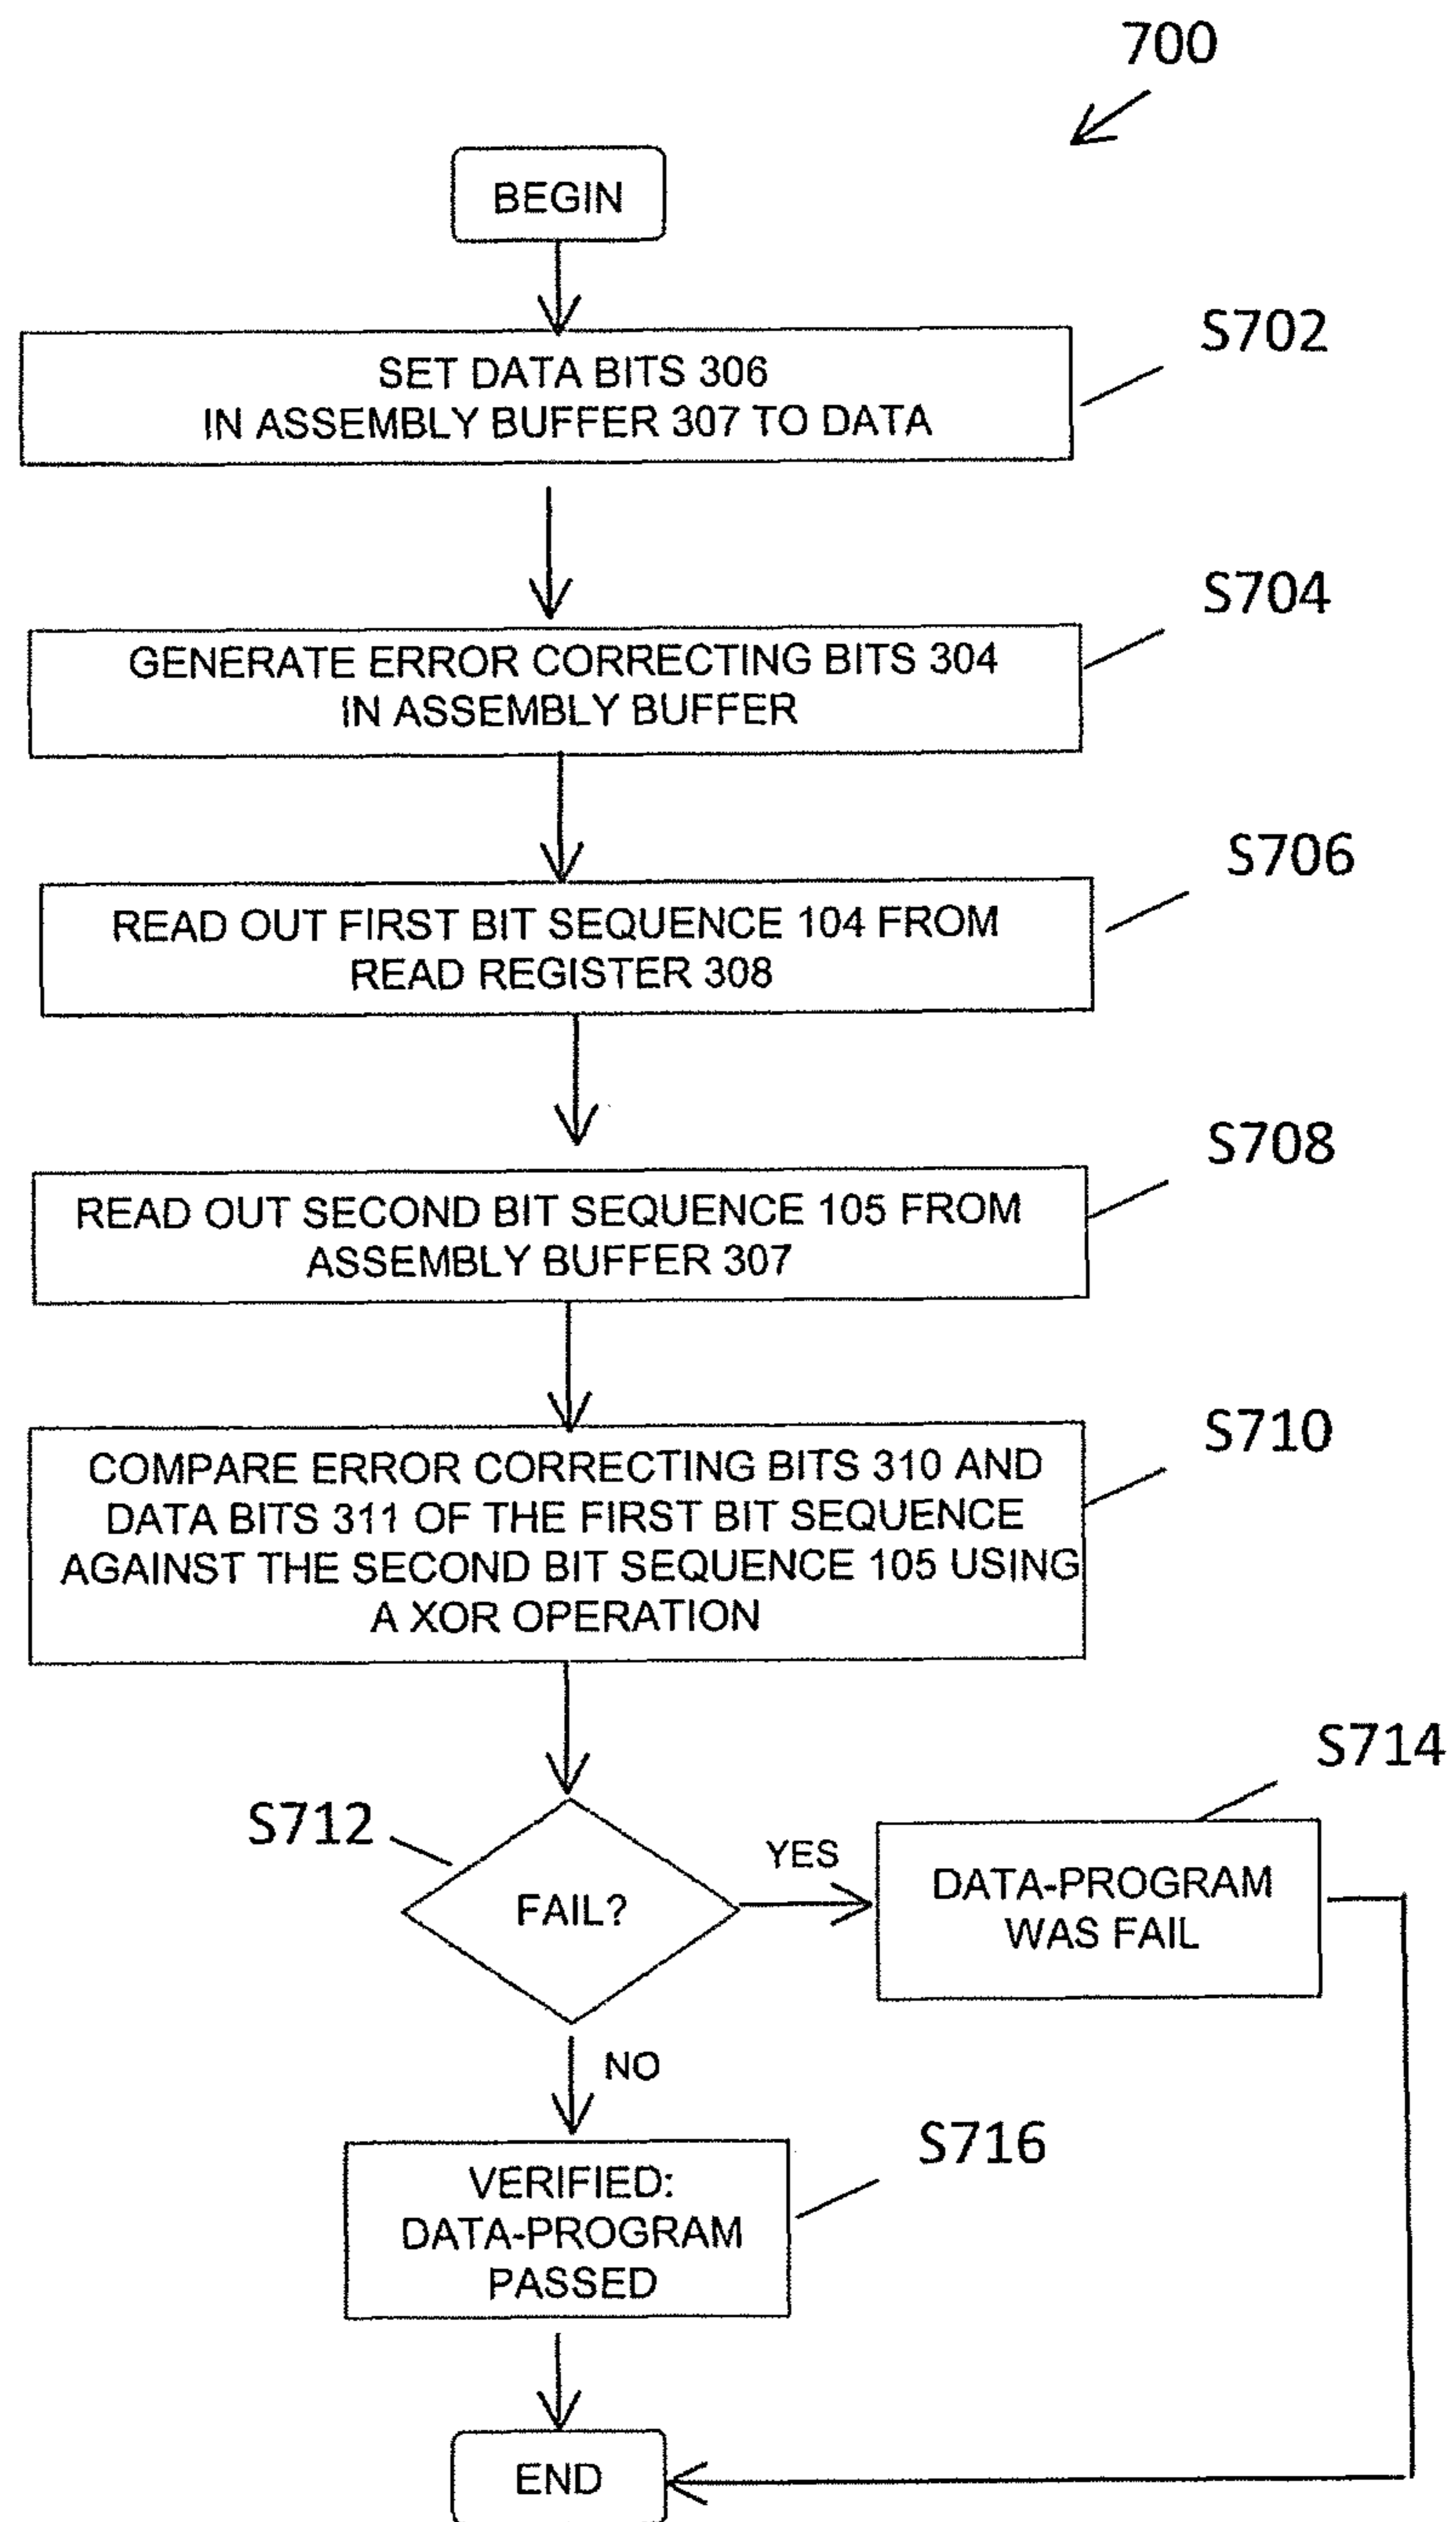 700
BEGIN
S702
SET DATA BITS 306
IN ASSEMBLY BUFFER 307 TO DATA
S704
GENERATE ERROR CORRECTING BITS 304
IN ASSEMBLY BUFFER
S706
READ OUT FIRST BIT SEQUENCE 104 FROM
READ REGISTER 308
S708
READ OUT SECOND BIT SEQUENCE 105 FROM
ASSEMBLY BUFFER 307
S710
COMPARE ERROR CORRECTING BITS 310 AND
DATA BITS 311 OF THE FIRST BIT SEQUENCE
AGAINST THE SECOND BIT SEQUENCE 105 USING
A XOR OPERATION
S712
FAIL?
YES
S714
DATA-PROGRAM
WAS FAIL
NO
S716
VERIFIED:
DATA-PROGRAM
PASSED
END